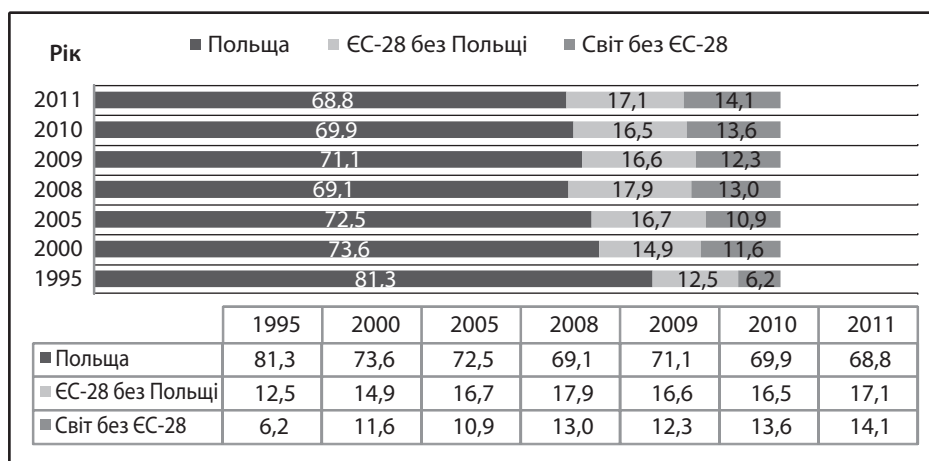 Рік
■ Польща ■ ЄС-28 без Польщі ■ Світ без ЄС-28
2011 68,8 17,1 14,1
2010 69,9 16,5 13,6
2009 71,1 16,6 12,3
2008 69,1 17,9 13,0
2005 72,5 16,7 10,9
2000 73,6 14,9 11,6
1995 81,3 12,5 6,2
1995 2000 2005 2008 2009 2010 2011
■ Польща 81,3 73,6 72,5 69,1 71,1 69,9 68,8
■ ЄС-28 без Польщі 12,5 14,9 16,7 17,9 16,6 16,5 17,1
■ Світ без ЄС-28 6,2 11,6 10,9 13,0 12,3 13,6 14,1